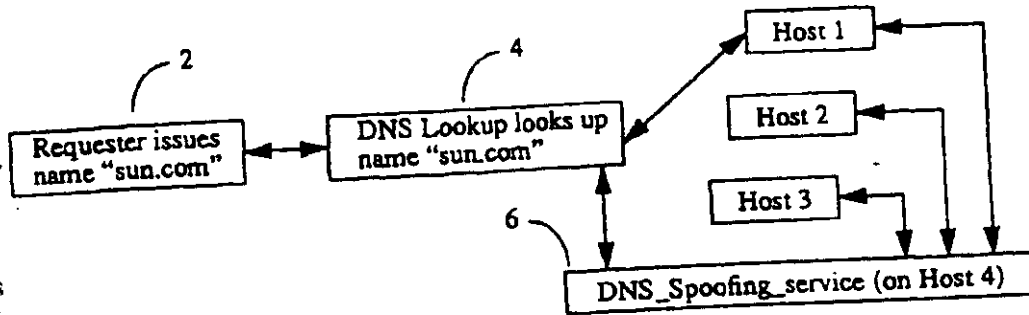 2
4
Host 1
Requester issues
name “sun.com”
DNS Lookup looks up
name “sun.com”
Host 2
Host 3
6
DNS_Spoofing_service (on Host 4)
s